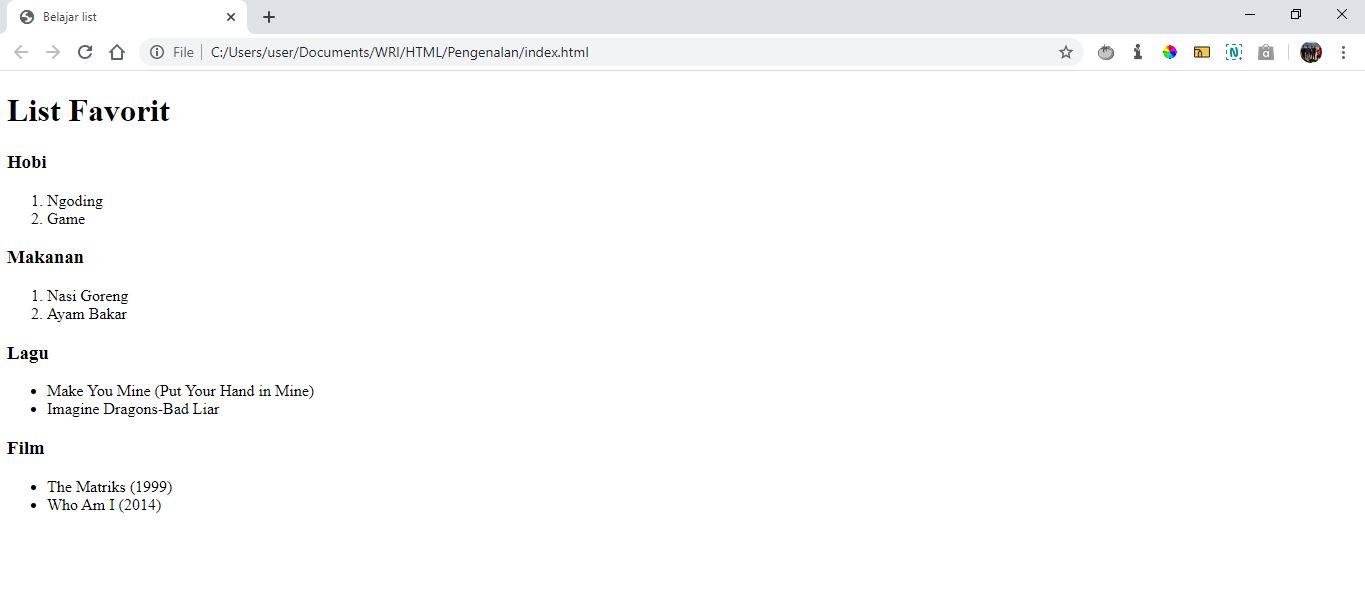 Belajar list
File
C:/Users/user/Documents/WRI/HTML/Pengenalan/index.html
List Favorit
Hobi
1. Ngoding
2. Game
Makanan
1. Nasi Goreng
2. Ayam Bakar
Lagu
• Make You Mine (Put Your Hand in Mine)
• Imagine Dragons-Bad Liar
Film
• The Matriks (1999)
• Who Am I (2014)